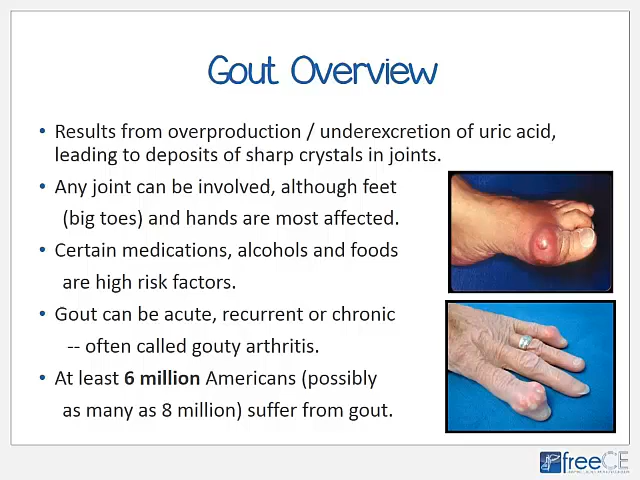 Gout Overview
• Results from overproduction / underexcretion of uric acid,
leading to deposits of sharp crystals in joints.
• Any joint can be involved, although feet
(big toes) and hands are most affected.
• Certain medications, alcohols and foods
are high risk factors.
• Gout can be acute, recurrent or chronic
-- often called gouty arthritis.
• At least 6 million Americans (possibly
as many as 8 million) suffer from gout.
freeCE